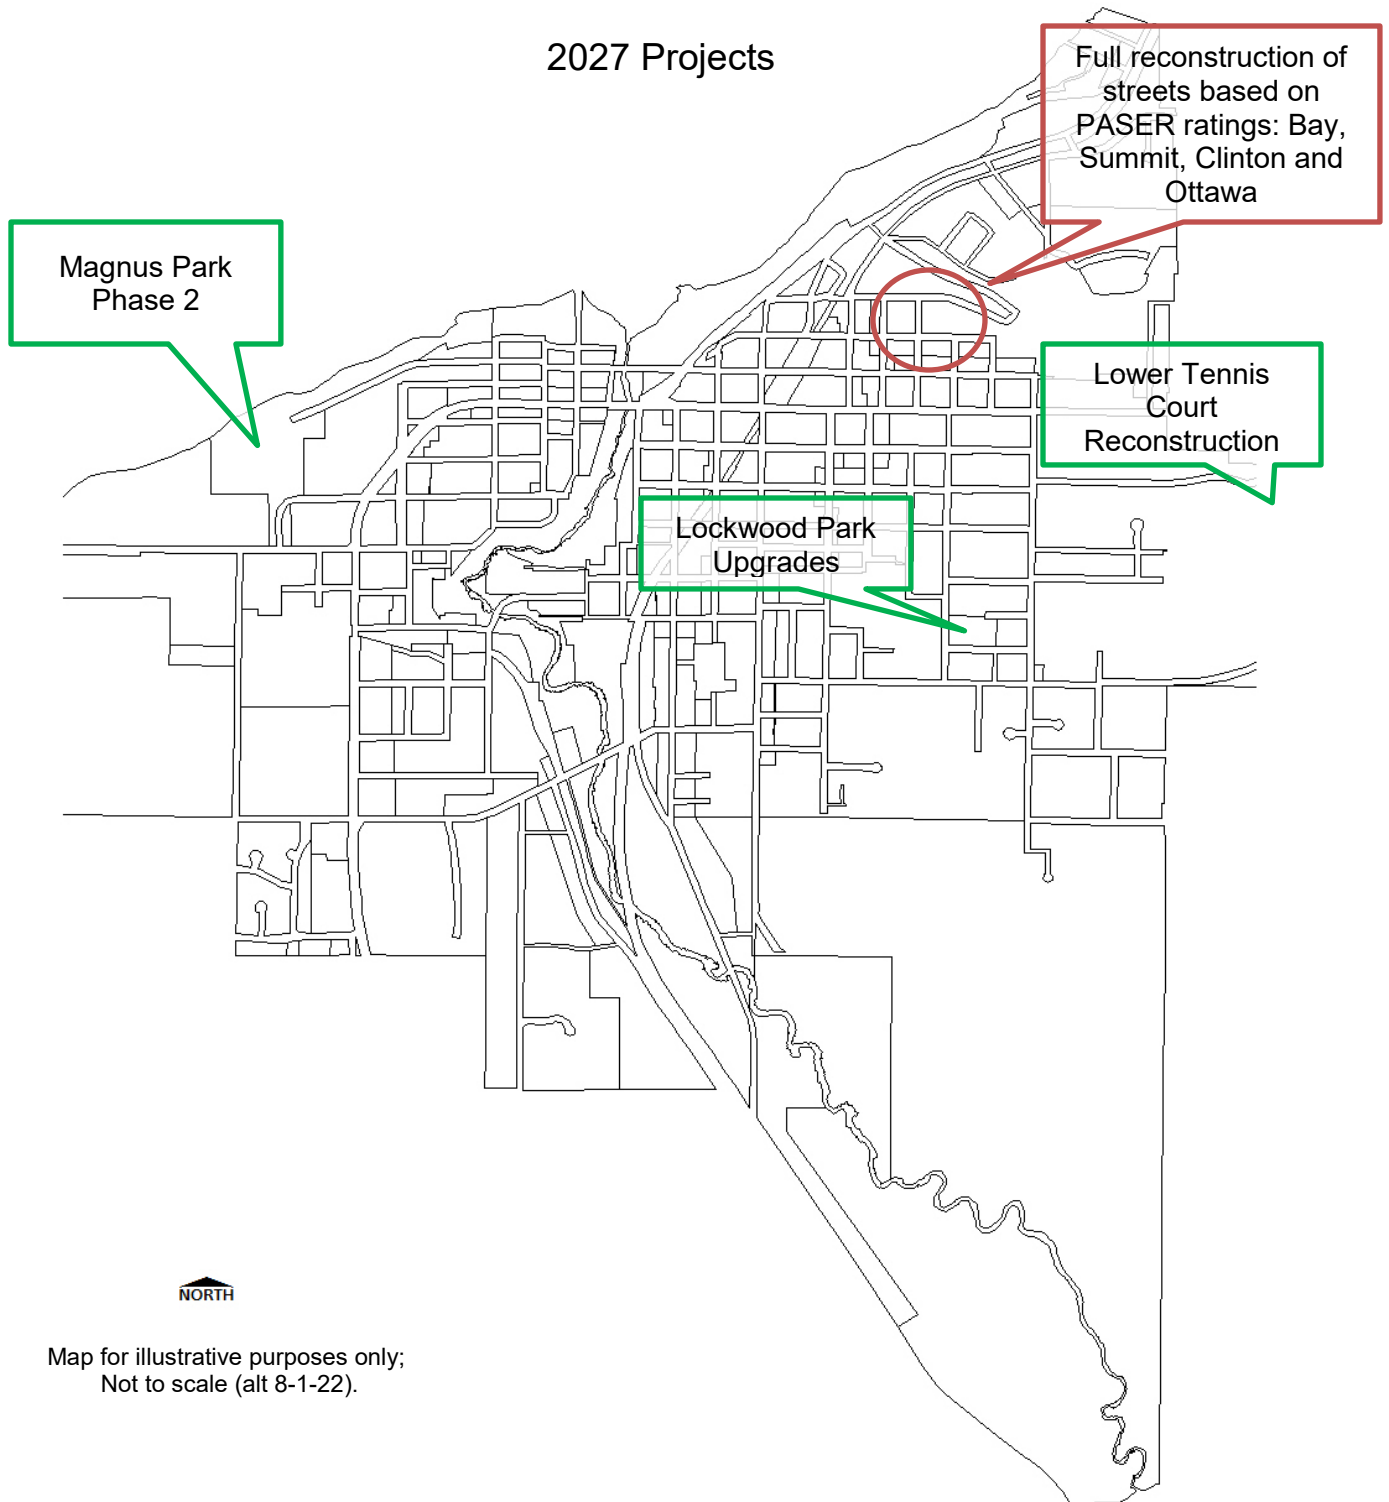 2027 Projects
Full reconstruction of
streets based on
PASER ratings: Bay,
Summit, Clinton and
Ottawa
Magnus Park
Phase 2
Lower Tennis
Court
Reconstruction
Lockwood Park
Upgrades
NORTH
Map for illustrative purposes only;
Not to scale (alt 8-1-22).